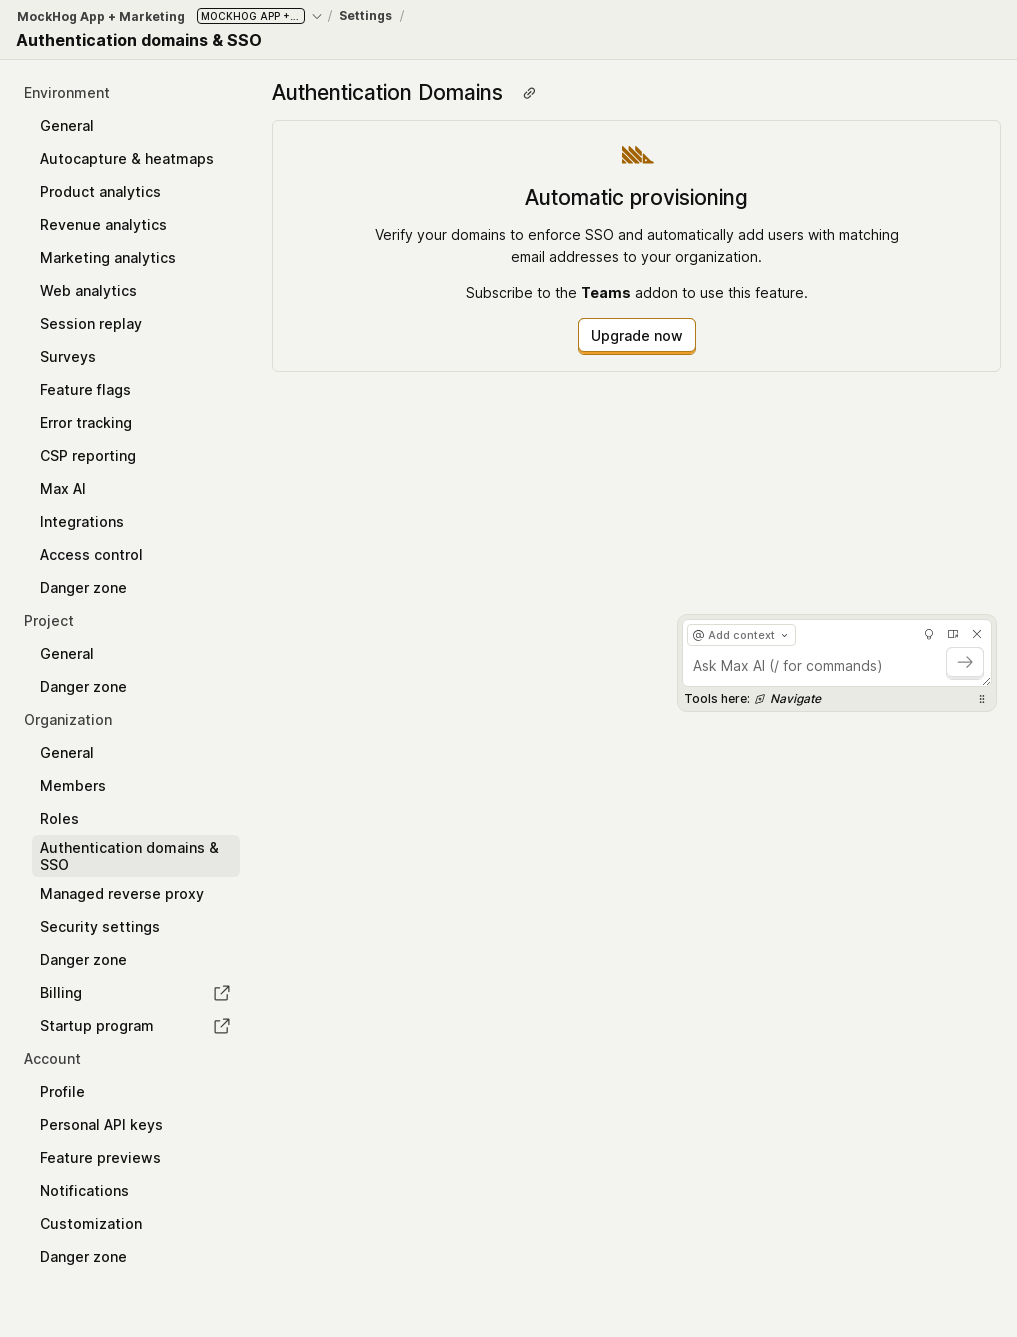 MockHog App + Marketing MOCKHOG APP +... / Settings /
Authentication domains & SSO
Environment
General
Autocapture & heatmaps
Product analytics
Revenue analytics
Marketing analytics
Web analytics
Session replay
Surveys
Feature flags
Error tracking
CSP reporting
Max AI
Integrations
Access control
Danger zone
Project
General
Danger zone
Organization
General
Members
Roles
Authentication domains &
SSO
Managed reverse proxy
Security settings
Danger zone
Billing
Startup program
Account
Profile
Personal API keys
Feature previews
Notifications
Customization
Danger zone
Authentication Domains
Automatic provisioning
Verify your domains to enforce SSO and automatically add users with matching
email addresses to your organization.
Subscribe to the Teams addon to use this feature.
Upgrade now
@ Add context
Ask Max AI (/ for commands)
Tools here: Navigate